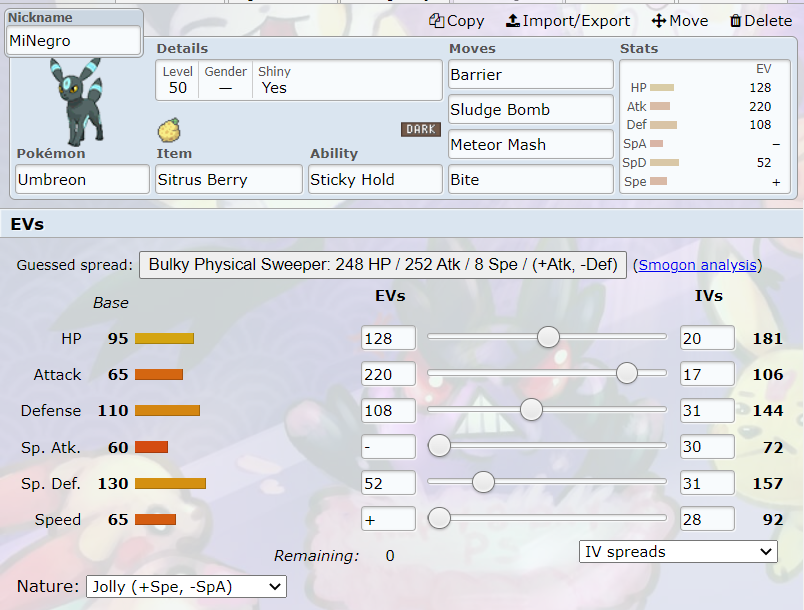 Nickname
MiNegro
Copy Import/Export Move Delete
Details
Level Gender Shiny
50 — Yes
DARK
Pokémon Item Ability
Umbreon Sitrus Berry Sticky Hold
Moves
Barrier
Sludge Bomb
Meteor Mash
Bite
Stats
EV
HP 128
Atk 220
Def 108
SpA –
SpD 52
Spe +
EVs
Guessed spread: Bulky Physical Sweeper: 248 HP / 252 Atk / 8 Spe / (+Atk, -Def) (Smogon analysis)
Base EVs IVs
HP 95 128 20 181
Attack 65 220 17 106
Defense 110 108 31 144
Sp. Atk. 60 - 30 72
Sp. Def. 130 52 31 157
Speed 65 + 28 92
Remaining: 0 IV spreads
Nature: Jolly (+Spe, -SpA)